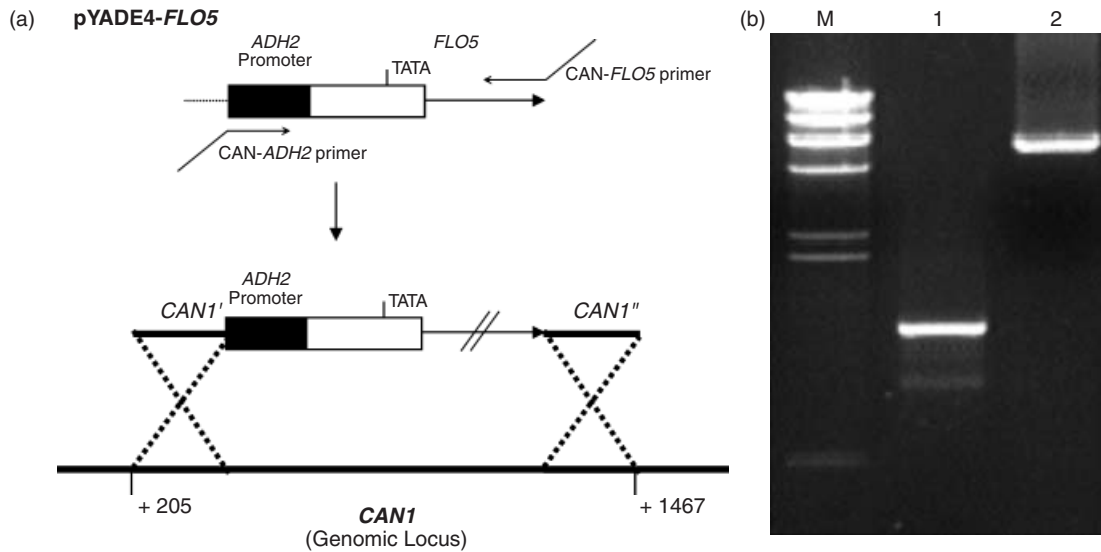 (a) pYADE4-FLO5
ADH2
Promoter
FLO5
TATA
CAN-FLO5 primer
CAN-ADH2 primer
ADH2
Promoter
CAN1'
TATA
CAN1"
+ 205
+ 1467
CAN1
(Genomic Locus)
(b) M 1 2